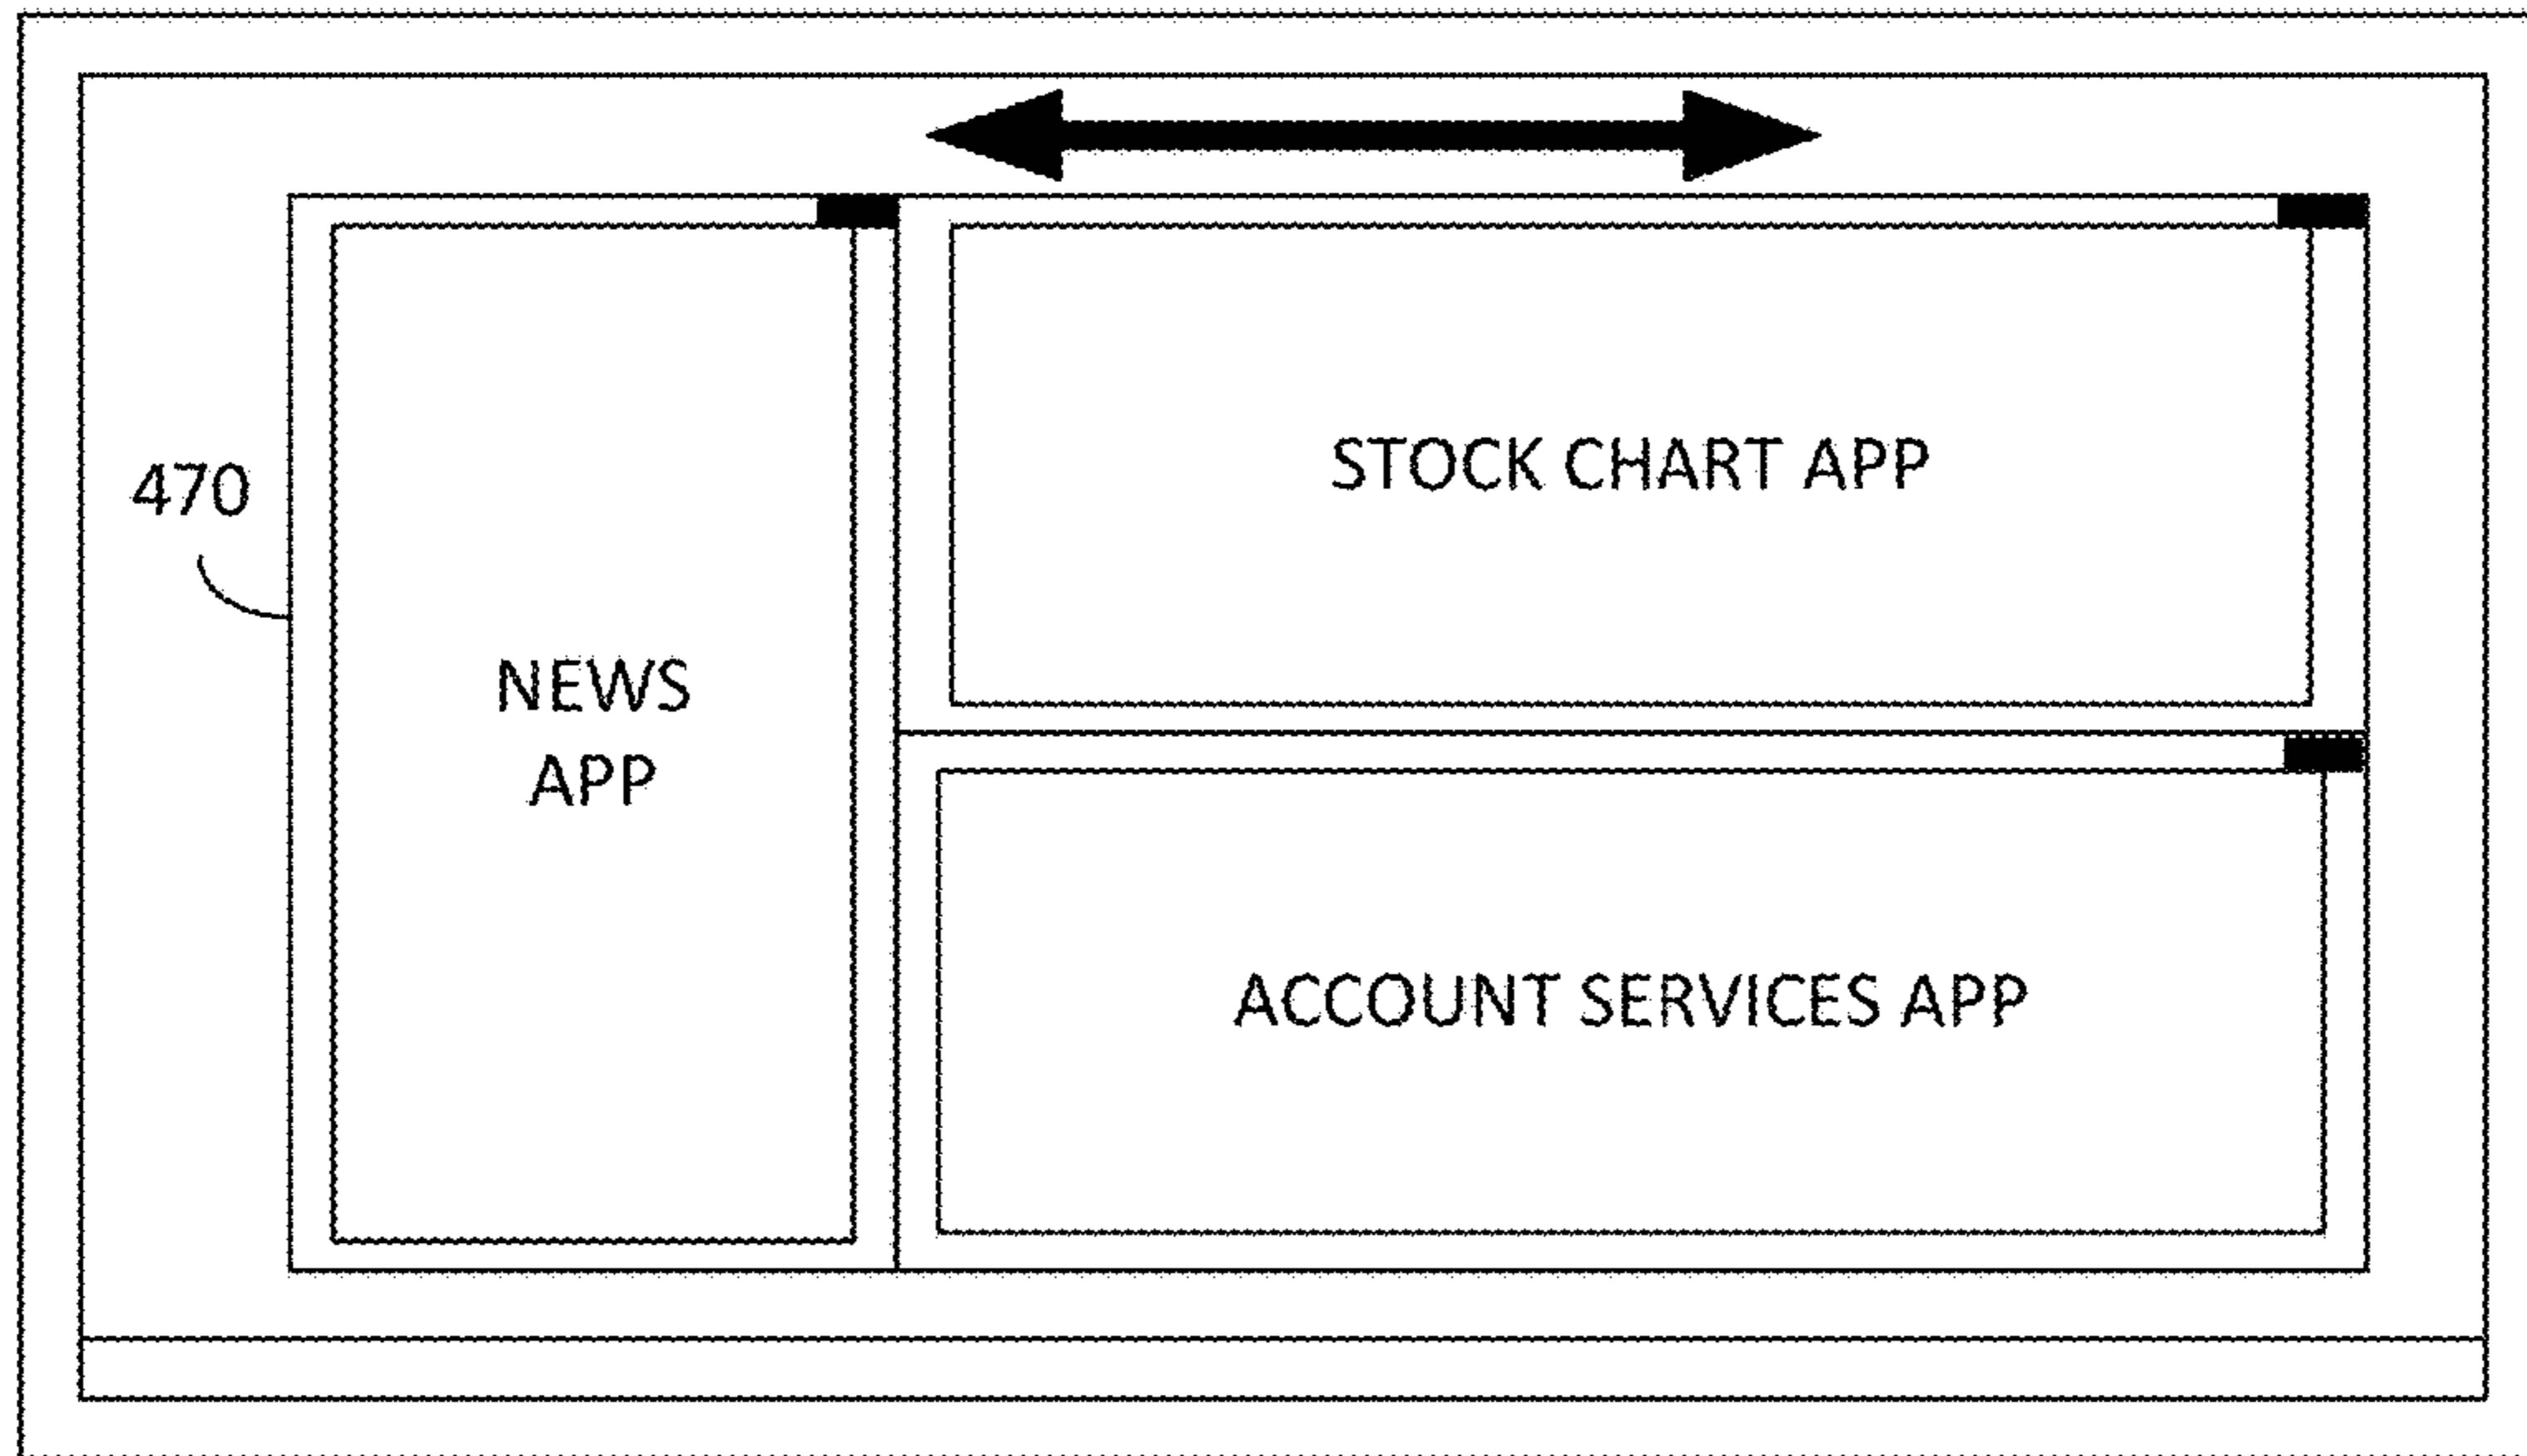 470
NEWS
APP
STOCK CHART APP
ACCOUNT SERVICES APP